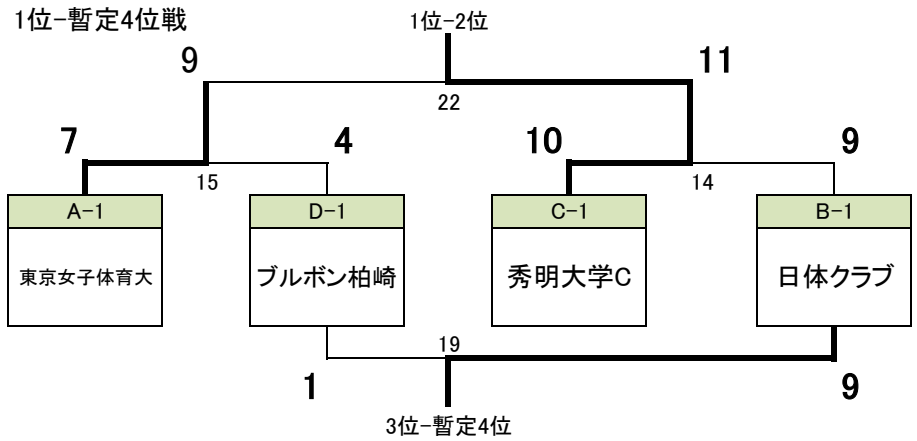 1位-暫定4位戦
1位-2位
9
11
22
7
4
10
9
15
14
A-1
D-1
C-1
B-1
東京女子体育大
ブルボン柏崎
秀明大学C
日体クラブ
19
1
9
3位-暫定4位